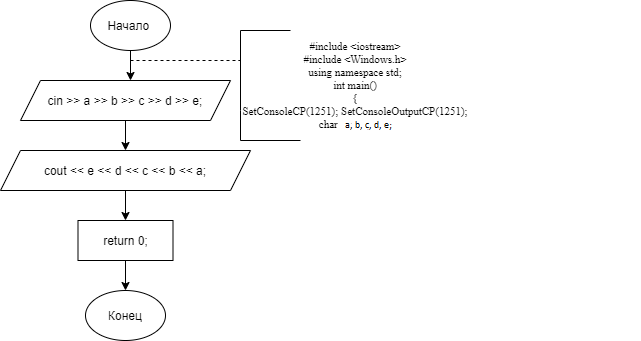 Начало
#include <iostream>
#include <Windows.h>
using namespace std;
int main()
{
SetConsoleCP(1251); SetConsoleOutputCP(1251);
char a, b, c, d, e;
cin >> a >> b >> c >> d >> e;
cout << e << d << c << b << a;
return 0;
Конец